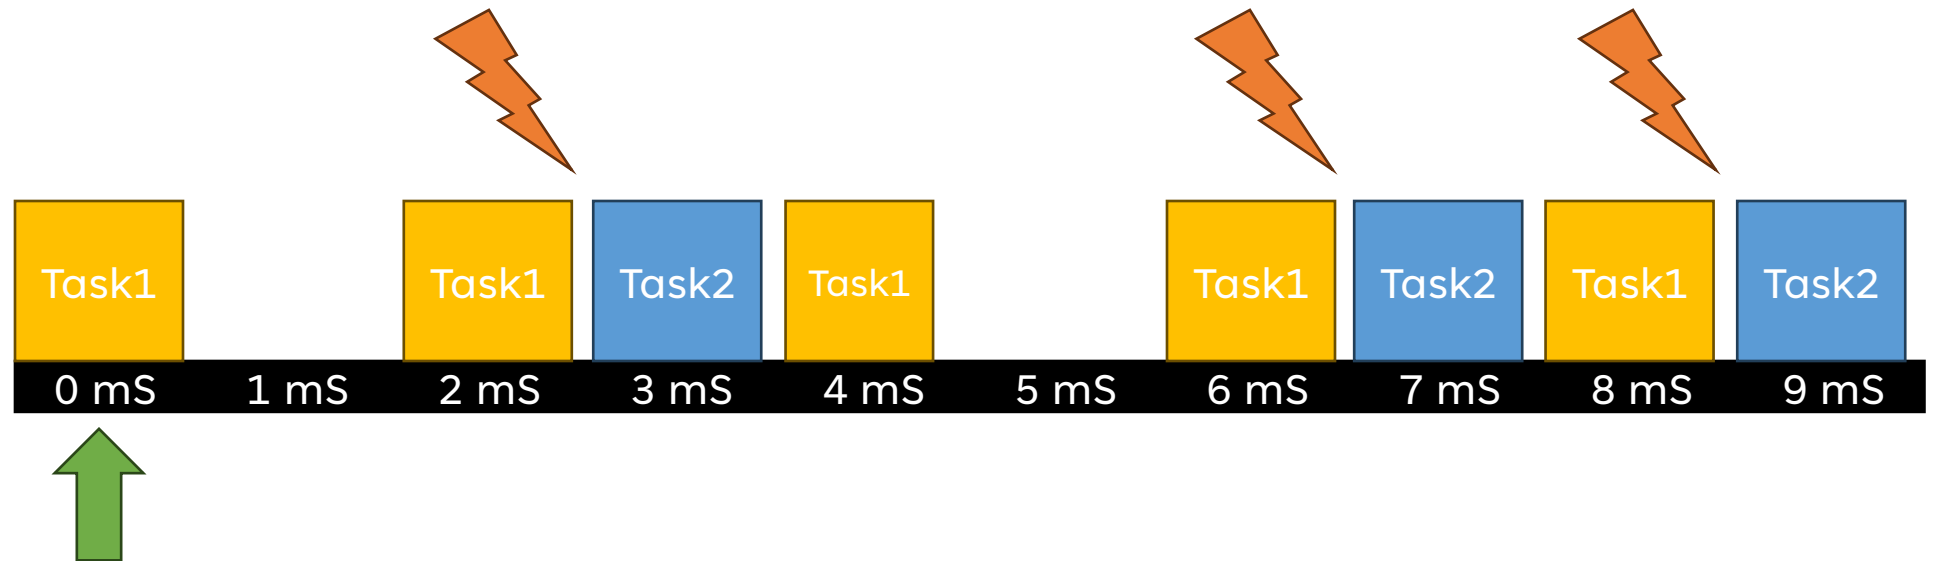 Task1
Task1
Task2
Task1
Task1
Task2
Task1
Task2
0 mS
1 mS
2 mS
3 mS
4 mS
5 mS
6 mS
7 mS
8 mS
9 mS